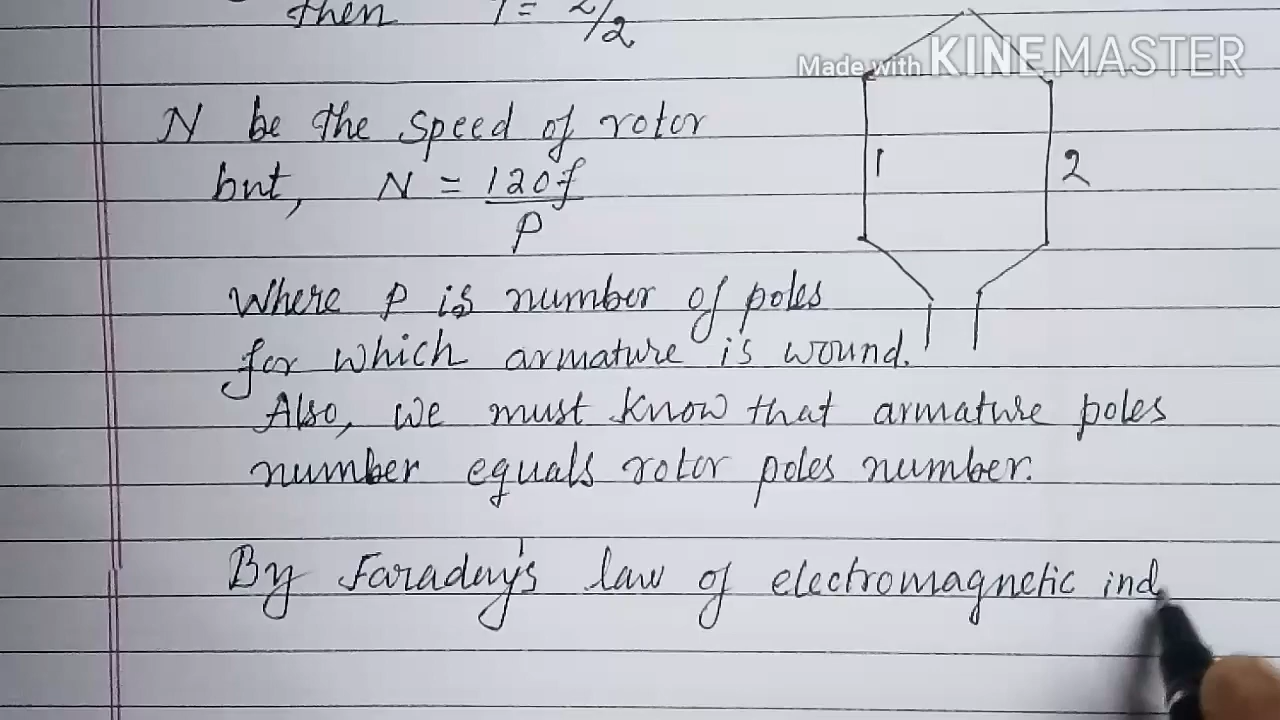 then T = Z/2
Made with KINEMASTER
N be the speed of rotor
but, N = 120f
P
1
2
Where P is number of poles
for which armature is wound.
Also, we must know that armature poles
number equals rotor poles number.
By Faraday's law of electromagnetic ind